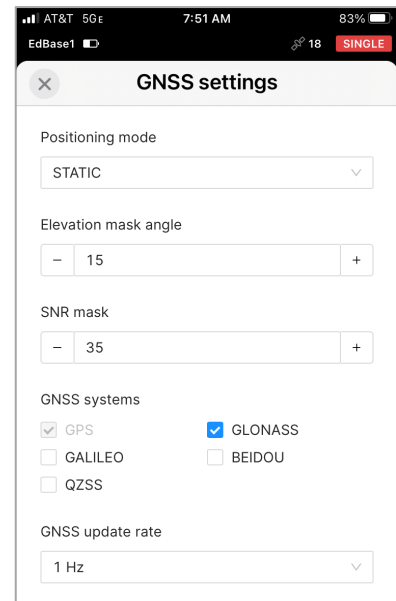 AT&T 5GE 7:51 AM 83%
EdBase1 18 SINGLE
GNSS settings
Positioning mode
STATIC
Elevation mask angle
− 15 +
SNR mask
− 35 +
GNSS systems
GPS GLONASS
GALILEO BEIDOU
QZSS
GNSS update rate
1 Hz